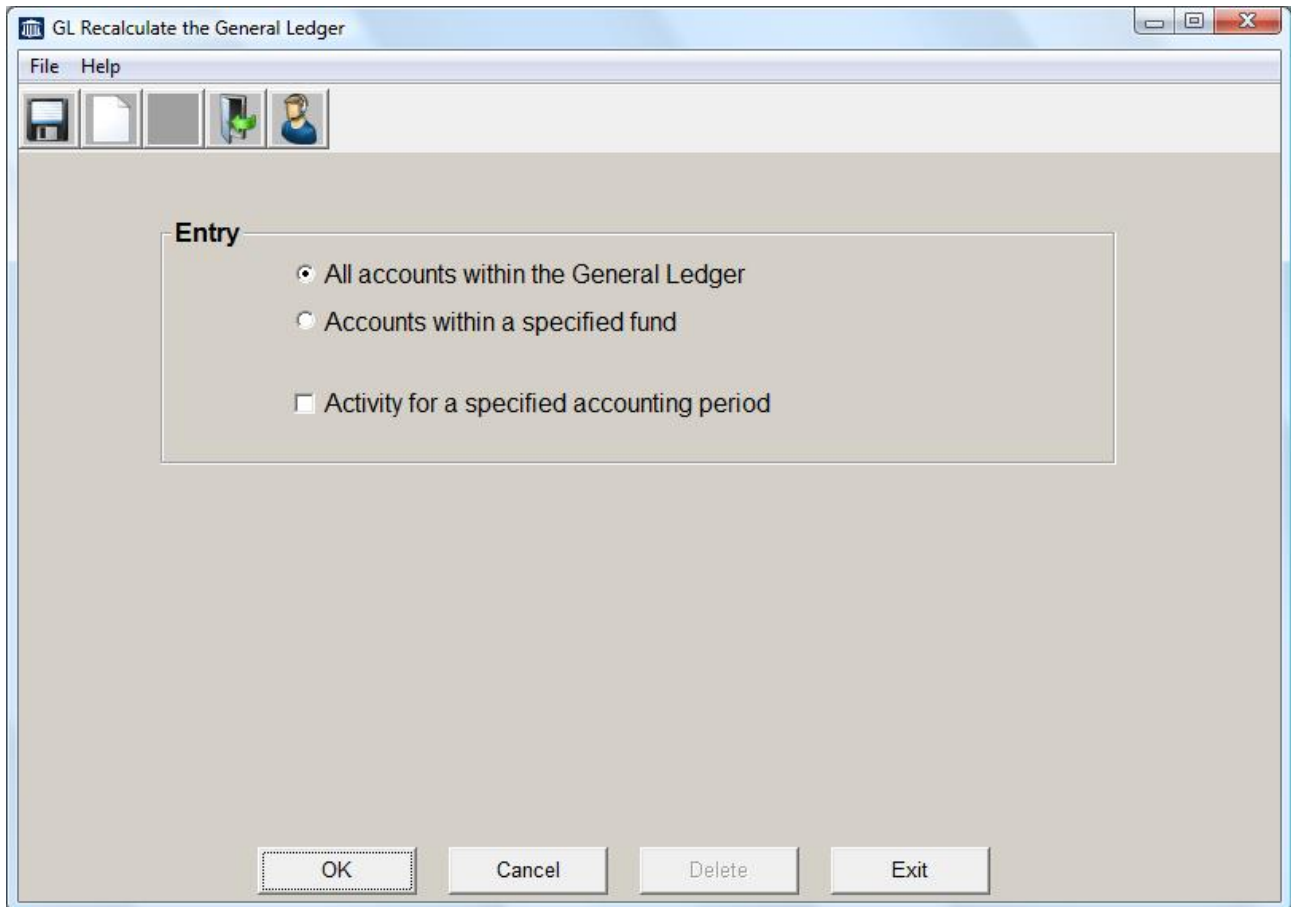 GL Recalculate the General Ledger
File Help
Entry
All accounts within the General Ledger
Accounts within a specified fund
Activity for a specified accounting period
OK Cancel Delete Exit